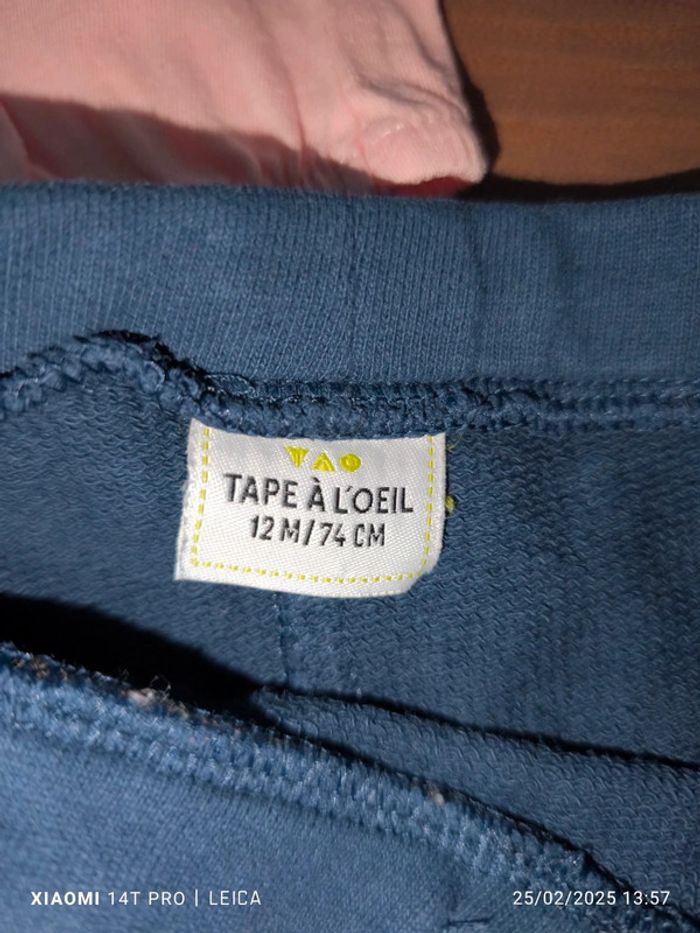 TAO
TAPE À L'OEIL
12 M/74 CM
XIAOMI 14T PRO | LEICA
25/02/2025 13:57